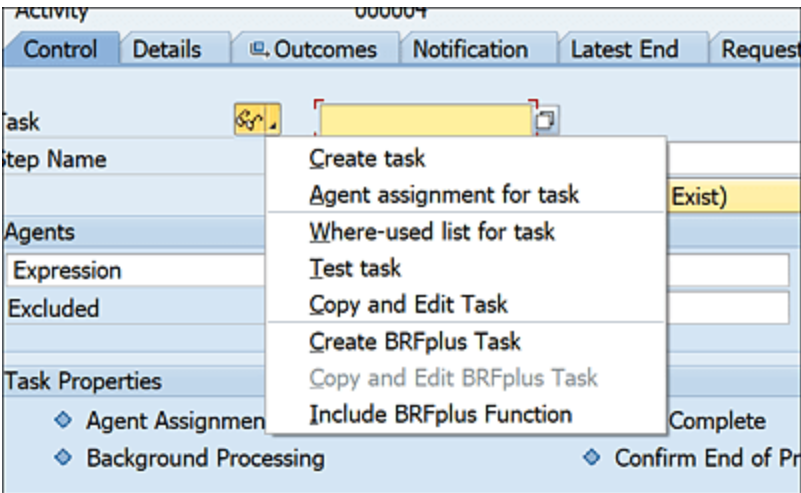 Activity 000004
Control Details Outcomes Notification Latest End Request
Task
Create task
Step Name
Agent assignment for task Exist)
Agents
Where-used list for task
Expression
Test task
Excluded
Copy and Edit Task
Create BRFplus Task
Task Properties
Copy and Edit BRFplus Task
Agent Assignmen
Include BRFplus Function
Complete
Background Processing Confirm End of Pr